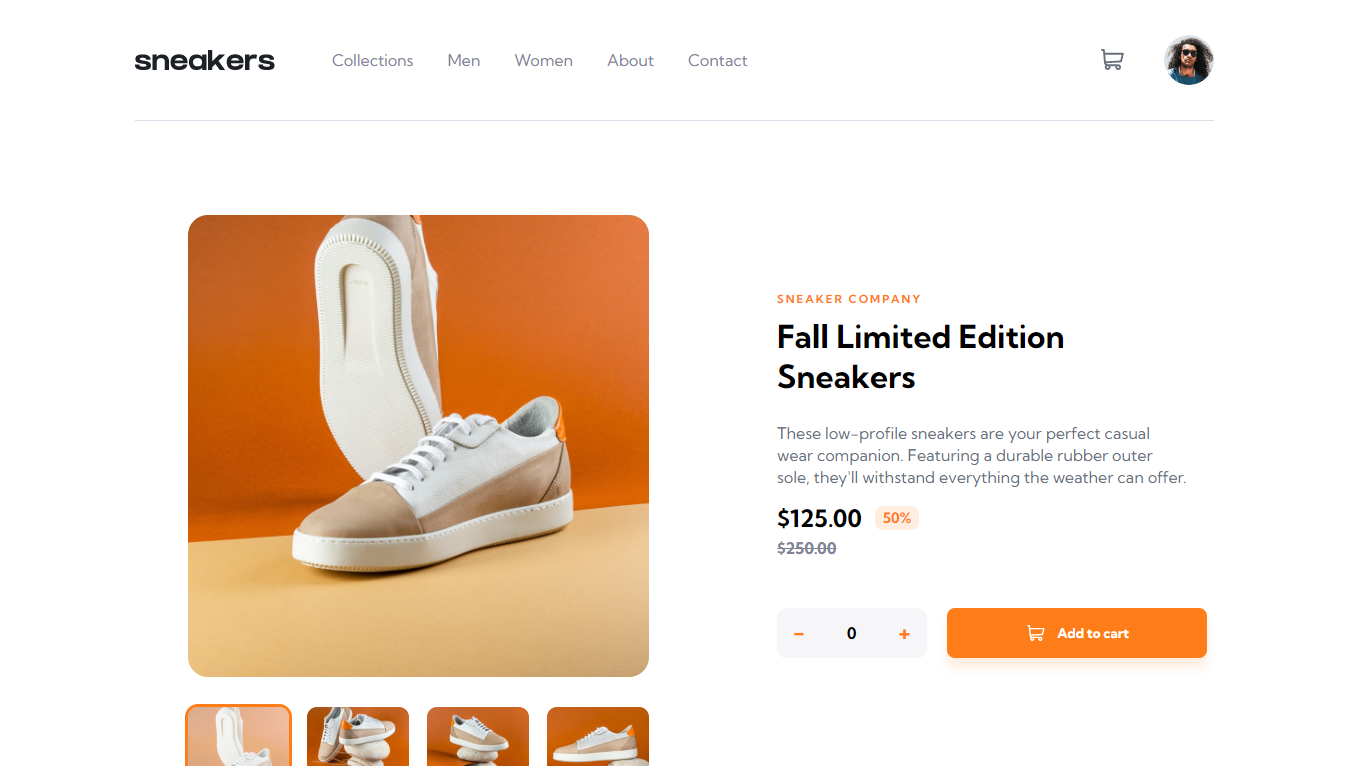 sneakers
Collections Men Women About Contact
SNEAKER COMPANY
Fall Limited Edition
Sneakers
These low-profile sneakers are your perfect casual
wear companion. Featuring a durable rubber outer
sole, they'll withstand everything the weather can offer.
$125.00 50%
$250.00
− 0 + Add to cart